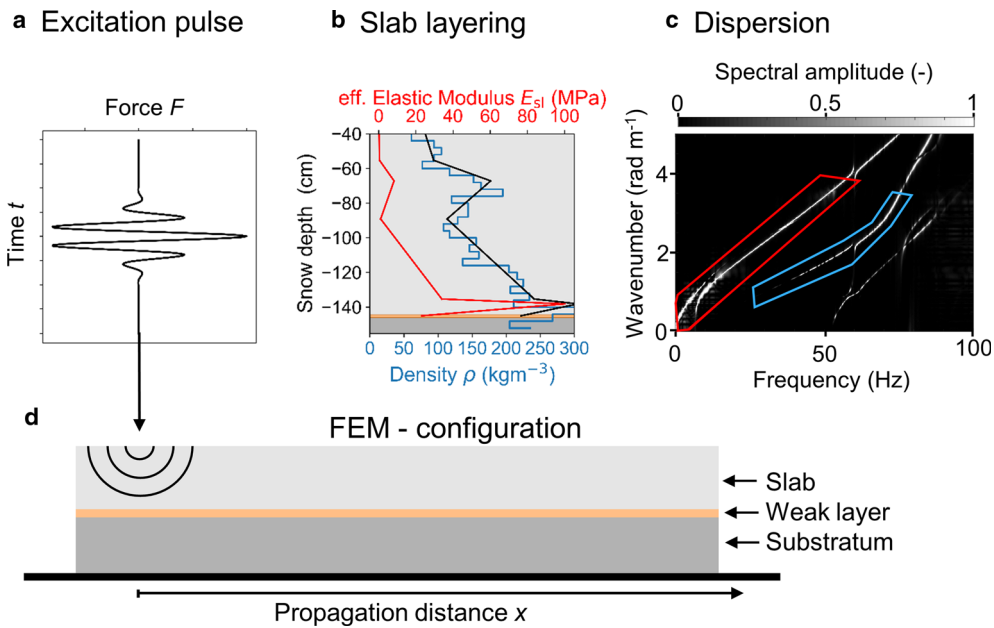 a Excitation pulse
Force F
Time t
b Slab layering
eff. Elastic Modulus E_sl (MPa)
0 20 40 60 80 100
Snow depth (cm)
−40
−60
−80
−100
−120
−140
0 50 100 150 200 250 300
Density ρ (kgm⁻³)
c Dispersion
Spectral amplitude (-)
0 0.5 1
Wavenumber (rad m⁻¹)
4
2
0
0 50 100
Frequency (Hz)
d FEM - configuration
Slab
Weak layer
Substratum
Propagation distance x